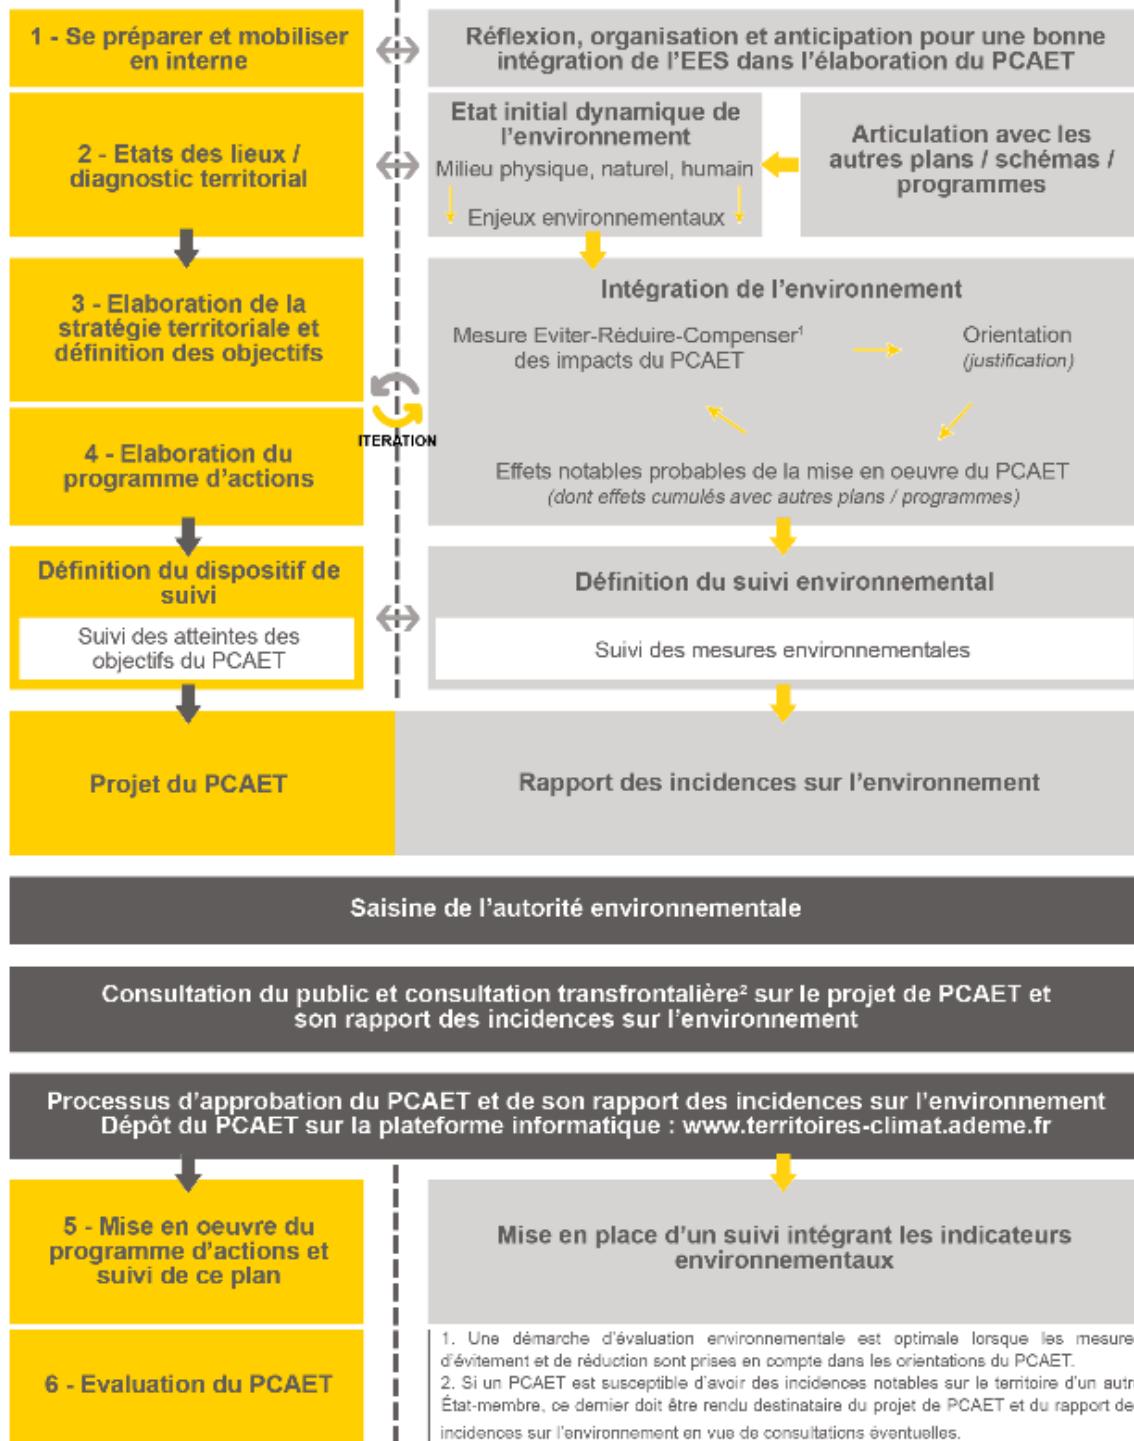 1 - Se préparer et mobiliser
en interne
Réflexion, organisation et anticipation pour une bonne
intégration de l'EES dans l'élaboration du PCAET
2 - Etats des lieux /
diagnostic territorial
Etat initial dynamique de
l'environnement
Milieu physique, naturel, humain
Enjeux environnementaux
Articulation avec les
autres plans / schémas /
programmes
3 - Elaboration de la
stratégie territoriale et
définition des objectifs
4 - Elaboration du
programme d'actions
ITERATION
Intégration de l'environnement
Mesure Eviter-Réduire-Compenser¹
des impacts du PCAET
Orientation
(justification)
Effets notables probables de la mise en oeuvre du PCAET
(dont effets cumulés avec autres plans / programmes)
Définition du dispositif de
suivi
Suivi des atteintes des
objectifs du PCAET
Définition du suivi environnemental
Suivi des mesures environnementales
Projet du PCAET
Rapport des incidences sur l'environnement
Saisine de l'autorité environnementale
Consultation du public et consultation transfrontalière² sur le projet de PCAET et
son rapport des incidences sur l'environnement
Processus d'approbation du PCAET et de son rapport des incidences sur l'environnement
Dépôt du PCAET sur la plateforme informatique : www.territoires-climat.ademe.fr
5 - Mise en oeuvre du
programme d'actions et
suivi de ce plan
Mise en place d'un suivi intégrant les indicateurs
environnementaux
6 - Evaluation du PCAET
1. Une démarche d'évaluation environnementale est optimale lorsque les mesure
d'évitement et de réduction sont prises en compte dans les orientations du PCAET.
2. Si un PCAET est susceptible d'avoir des incidences notables sur le territoire d'un autr
État-membre, ce dernier doit être rendu destinataire du projet de PCAET et du rapport de
incidences sur l'environnement en vue de consultations éventuelles.